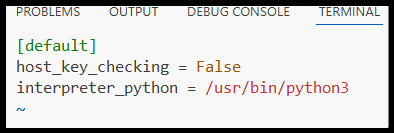 PROBLEMS OUTPUT DEBUG CONSOLE TERMINAL
[default]
host_key_checking = False
interpreter_python = /usr/bin/python3
~